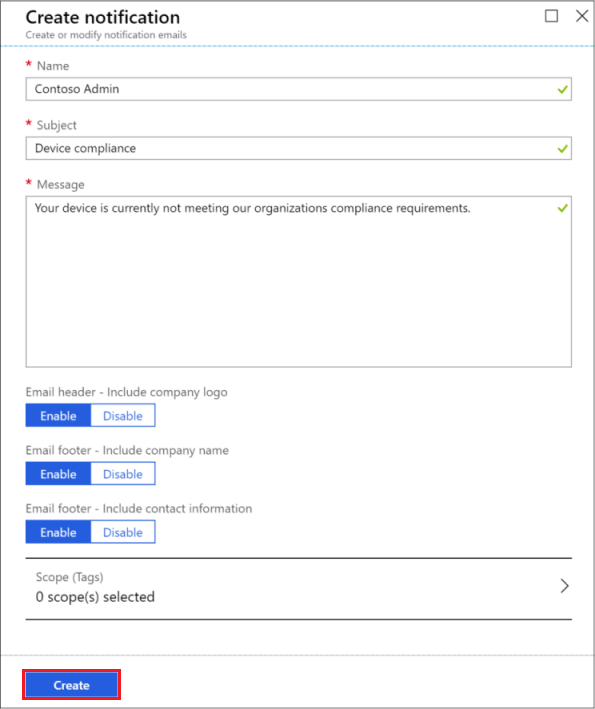 Create notification
Create or modify notification emails
* Name
Contoso Admin
* Subject
Device compliance
* Message
Your device is currently not meeting our organizations compliance requirements.
Email header - Include company logo
Enable Disable
Email footer - Include company name
Enable Disable
Email footer - Include contact information
Enable Disable
Scope (Tags)
0 scope(s) selected
Create